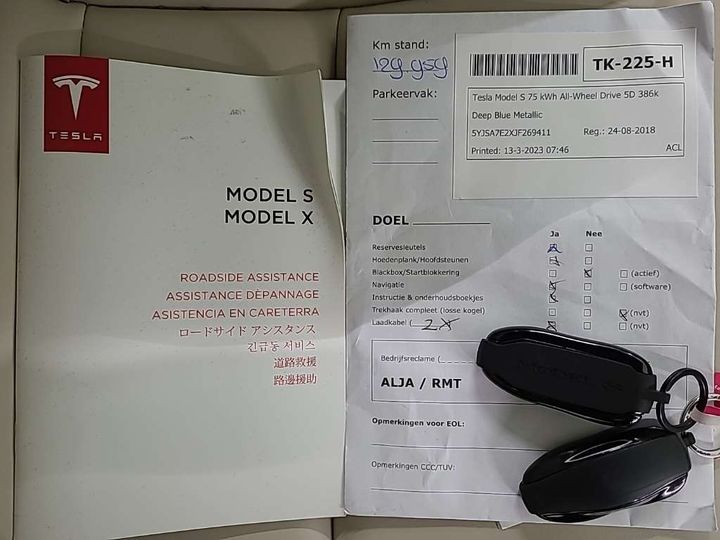 TESLA
MODEL S
MODEL X
ROADSIDE ASSISTANCE
ASSISTANCE DÉPANNAGE
ASISTENCIA EN CARETERRA
ロードサイド アシスタンス
긴급동 서비스
道路救援
路邊援助
Km stand:
129.959
Parkeervak:
TK-225-H
Tesla Model S 75 kWh All-Wheel Drive 5D 386k
Deep Blue Metallic
5YJSA7E2XJF269411 Reg.: 24-08-2018
Printed: 13-3-2023 07:46 ACL
DOEL
Ja Nee
Reservesleutels
Hoedenplank/Hoofdsteunen
Blackbox/Startblokkering (actief)
Navigatie (software)
Instructie & onderhoudsboekjes
Trekhaak complect (losse kogel) (nvt)
Laadkabel ( 2x (nvt)
Bedrijfsreclame (
ALJA / RMT
Opmerkingen voor EOL:
Opmerkingen CCC/TUV: